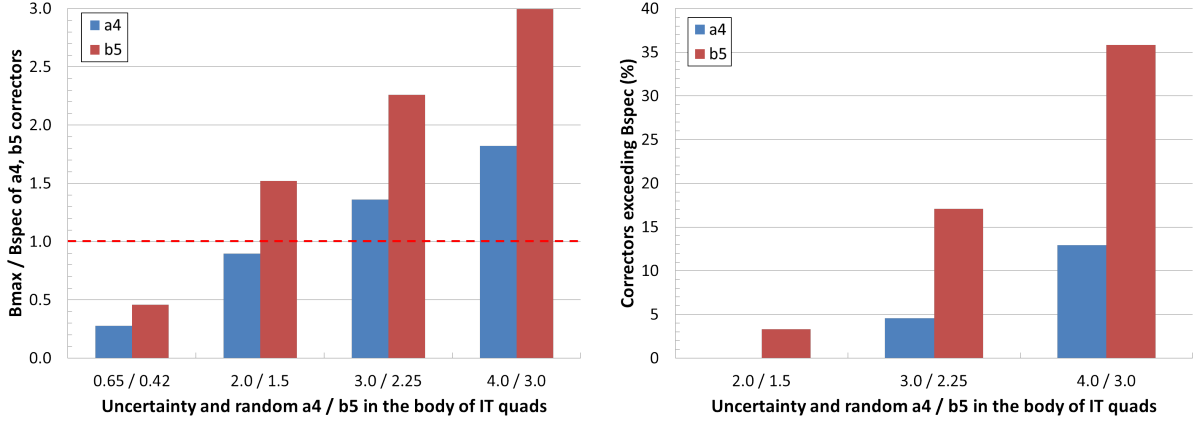 Bmax / Bspec of a4, b5 correctors
3.0
2.5
2.0
1.5
1.0
0.5
0.0
a4
b5
0.65 / 0.42
2.0 / 1.5
3.0 / 2.25
4.0 / 3.0
Uncertainty and random a4 / b5 in the body of IT quads
Correctors exceeding Bspec (%)
40
35
30
25
20
15
10
5
0
a4
b5
2.0 / 1.5
3.0 / 2.25
4.0 / 3.0
Uncertainty and random a4 / b5 in the body of IT quads